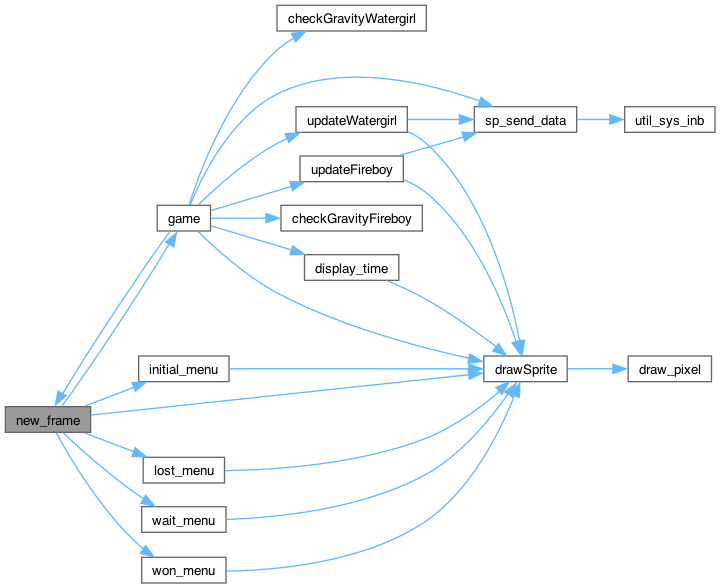 checkGravityWatergirl
updateWatergirl
sp_send_data
util_sys_inb
updateFireboy
game
checkGravityFireboy
display_time
initial_menu
drawSprite
draw_pixel
new_frame
lost_menu
wait_menu
won_menu